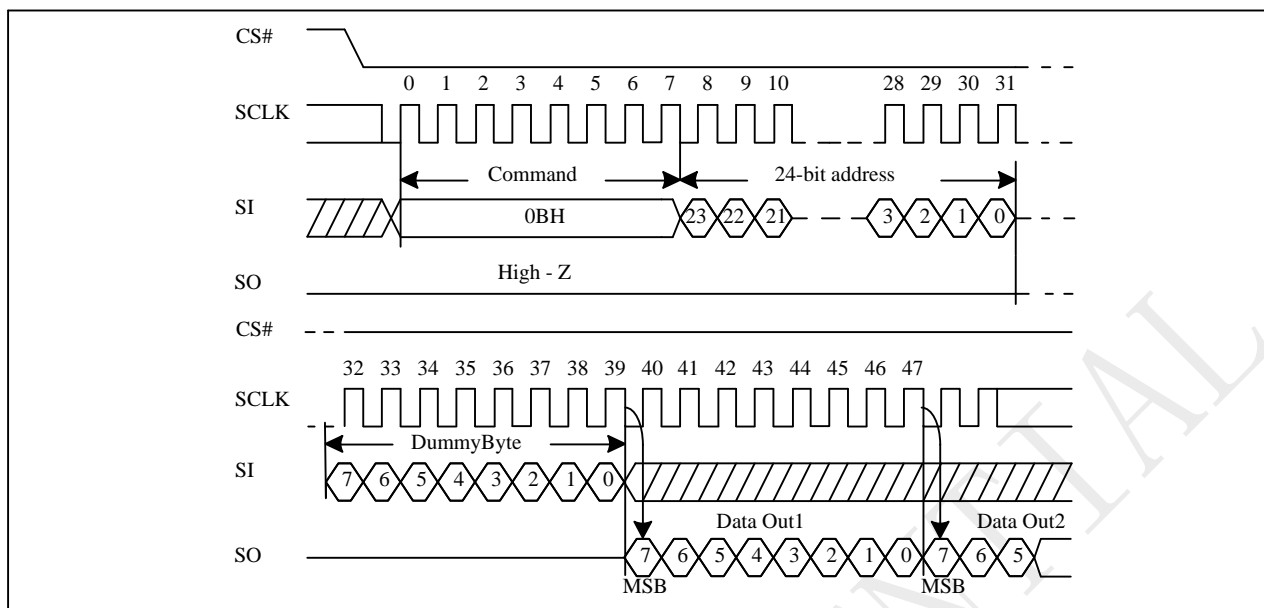 CS#
0 1 2 3 4 5 6 7 8 9 10 28 29 30 31
SCLK
Command 24-bit address
SI 0BH 23 22 21 3 2 1 0
High - Z
SO
CS#
32 33 34 35 36 37 38 39 40 41 42 43 44 45 46 47
SCLK
DummyByte
SI 7 6 5 4 3 2 1 0
Data Out1 Data Out2
SO 7 6 5 4 3 2 1 0 7 6 5
MSB MSB
NTIAL